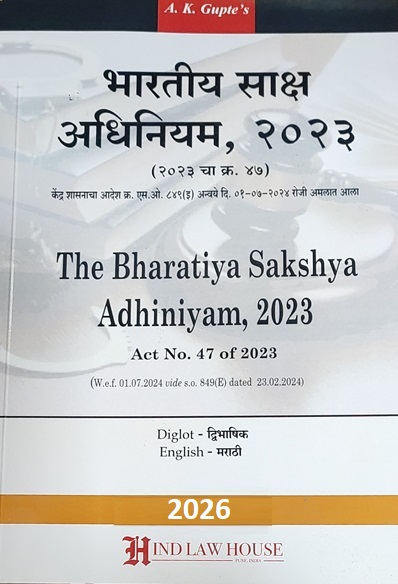 A. K. Gupte's
भारतीय साक्ष
अधिनियम, २०२३
(२०२३ चा क्र. ४७)
केंद्र शासनाचा आदेश क्र. एस.ओ. ८४९(इ) अन्वये दि. ०१-०७-२०२४ रोजी अमलात आला
The Bharatiya Sakshya
Adhiniyam, 2023
Act No. 47 of 2023
(W.e.f. 01.07.2024 vide s.o. 849(E) dated 23.02.2024)
Diglot - द्विभाषिक
English - मराठी
2026
HIND LAW HOUSE
PUNE, INDIA